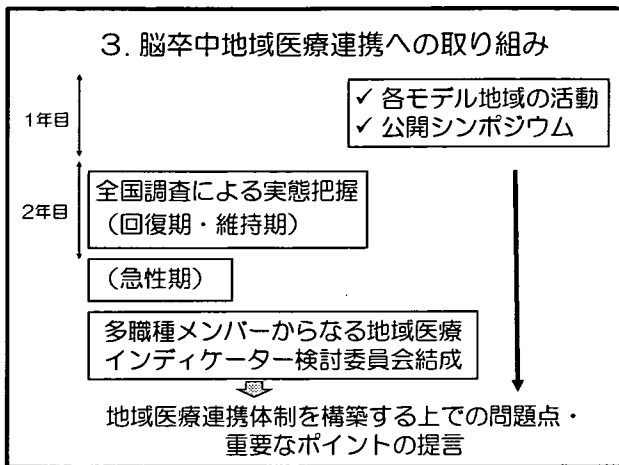 3. 脳卒中地域医療連携への取り組み
1年目
✓ 各モデル地域の活動
✓ 公開シンポジウム
2年目
全国調査による実態把握
(回復期・維持期)
(急性期)
多職種メンバーからなる地域医療
インディケーター検討委員会結成
地域医療連携体制を構築する上での問題点・
重要なポイントの提言